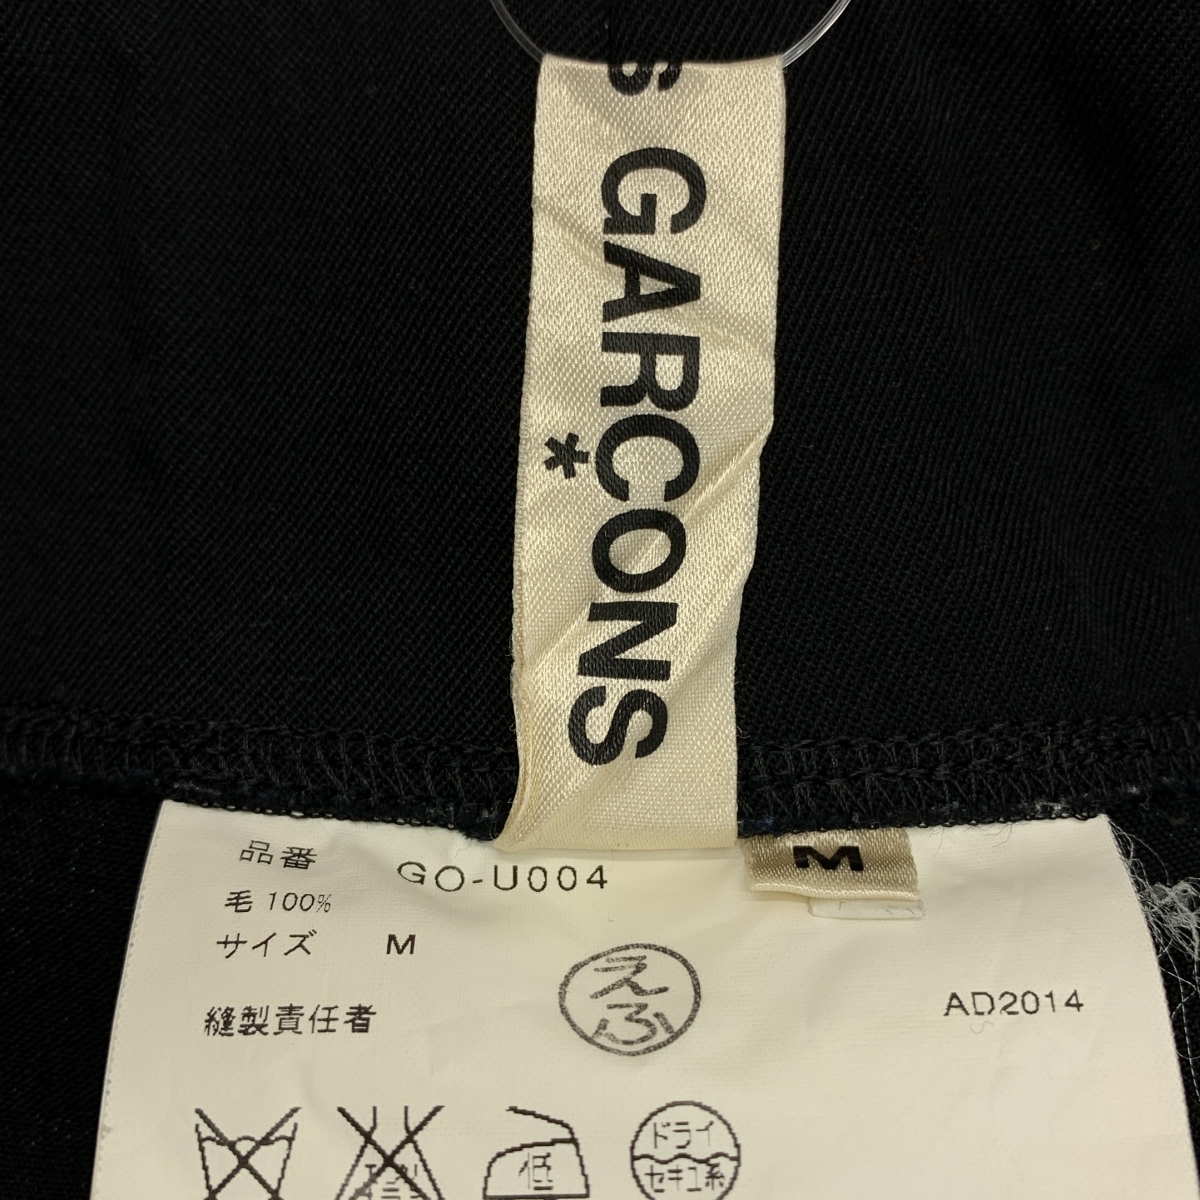 S GARÇONS
*
M
品番 GO-U004
毛 100%
サイズ M
縫製責任者 えふ AD2014
低
ドライ
セキユ系